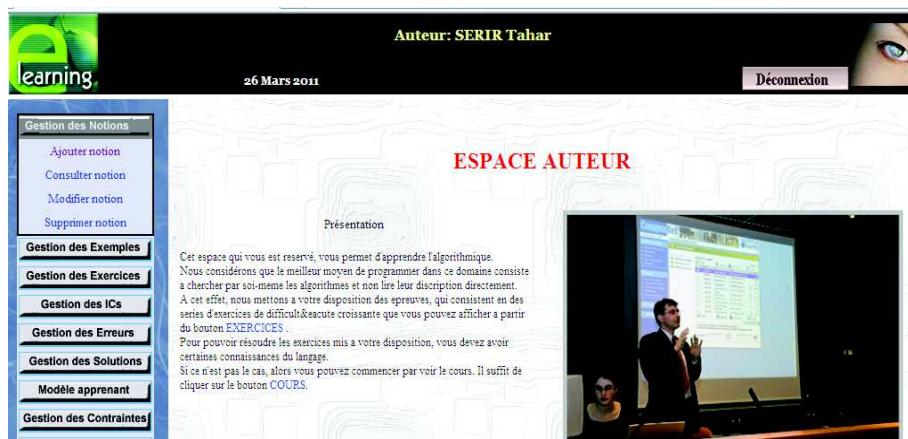 Auteur: SERIR Tahar
e
learning
26 Mars 2011
Déconnexion
Gestion des Notions
Ajouter notion
Consulter notion
Modifier notion
Supprimer notion
Gestion des Exemples
Gestion des Exercices
Gestion des ICs
Gestion des Erreurs
Gestion des Solutions
Modèle apprenant
Gestion des Contraintes
ESPACE AUTEUR
Présentation
Cet espace qui vous est reservé, vous permet d'apprendre l'algorithmique.
Nous considérons que le meilleur moyen de programmer dans ce domaine consiste
a chercher par soi-meme les algorithmes et non lire leur discription directement.
A cet effet, nous mettons a votre disposition des epreuves, qui consistent en des
series d'exercices de difficult&eacute croissante que vous pouvez afficher a partir
du bouton EXERCICES .
Pour pouvoir résoudre les exercices mis a votre disposition, vous devez avoir
certaines connaissances du langage.
Si ce n'est pas le cas, alors vous pouvez commencer par voir le cours. Il suffit de
cliquer sur le bouton COURS.